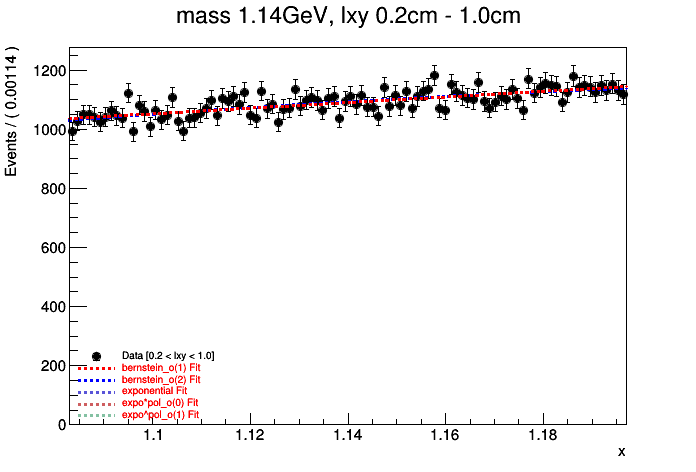 mass 1.14GeV, lxy 0.2cm - 1.0cm
Events / ( 0.00114 )
1200
1000
800
600
400
200
0
Data [0.2 < lxy < 1.0]
bernstein_o(1) Fit
bernstein_o(2) Fit
exponential Fit
expo*pol_o(0) Fit
expo*pol_o(1) Fit
1.1 1.12 1.14 1.16 1.18
x